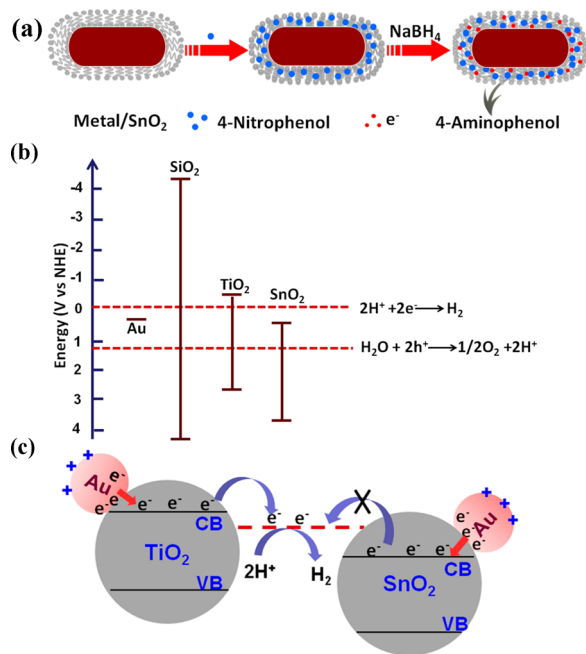 (a)
NaBH₄
Metal/SnO₂ 4-Nitrophenol e⁻ 4-Aminophenol
(b)
Energy (V vs NHE)
-4
-3
-2
-1
0
1
2
3
4
SiO₂
TiO₂
SnO₂
Au
2H⁺ +2e⁻→H₂
H₂O + 2h⁺→1/2O₂ +2H⁺
(c)
Au e⁻
e e⁻ e⁻ e⁻ e⁻
+ + + +
CB
TiO₂
VB
e⁻ e⁻
2H⁺ H₂
X
Au
+ + +
e⁻ e⁻ e⁻
e⁻ e⁻ e⁻
CB
SnO₂
VB